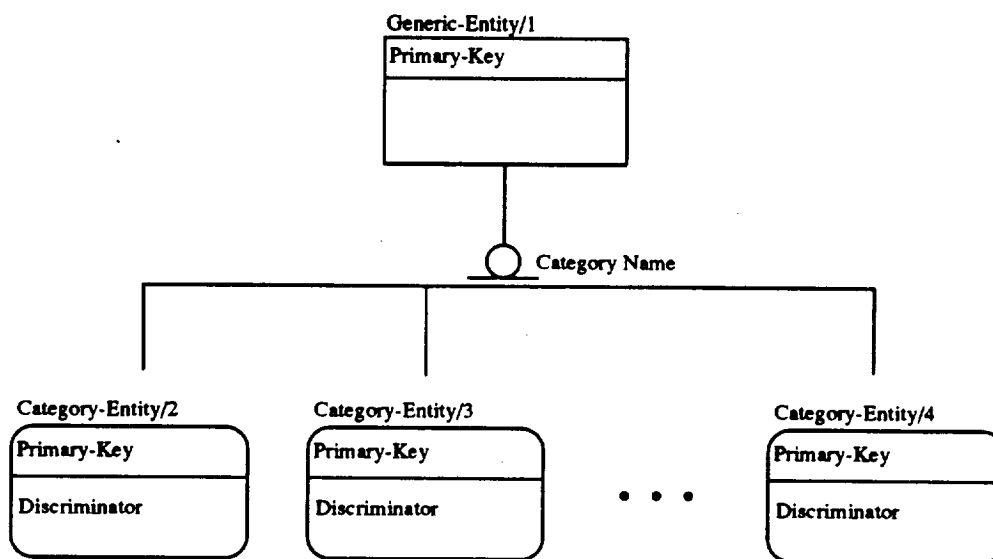 Generic-Entity/1
Primary-Key
Category Name
Category-Entity/2
Category-Entity/3
Category-Entity/4
Primary-Key
Primary-Key
Primary-Key
Discriminator
Discriminator
Discriminator